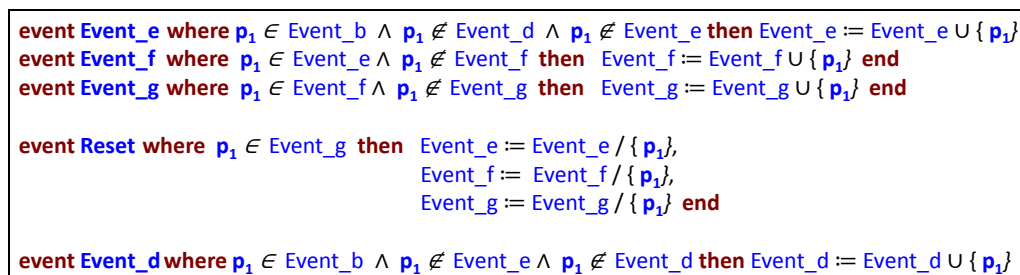 event Event_e where p₁ ∈ Event_b ∧ p₁ ∉ Event_d ∧ p₁ ∉ Event_e then Event_e ≔ Event_e ∪ { p₁}
event Event_f where p₁ ∈ Event_e ∧ p₁ ∉ Event_f then Event_f ≔ Event_f ∪ { p₁} end
event Event_g where p₁ ∈ Event_f ∧ p₁ ∉ Event_g then Event_g ≔ Event_g ∪ { p₁} end
event Reset where p₁ ∈ Event_g then Event_e ≔ Event_e / { p₁},
Event_f ≔ Event_f / { p₁},
Event_g ≔ Event_g / { p₁} end
event Event_d where p₁ ∈ Event_b ∧ p₁ ∉ Event_e ∧ p₁ ∉ Event_d then Event_d ≔ Event_d ∪ { p₁}